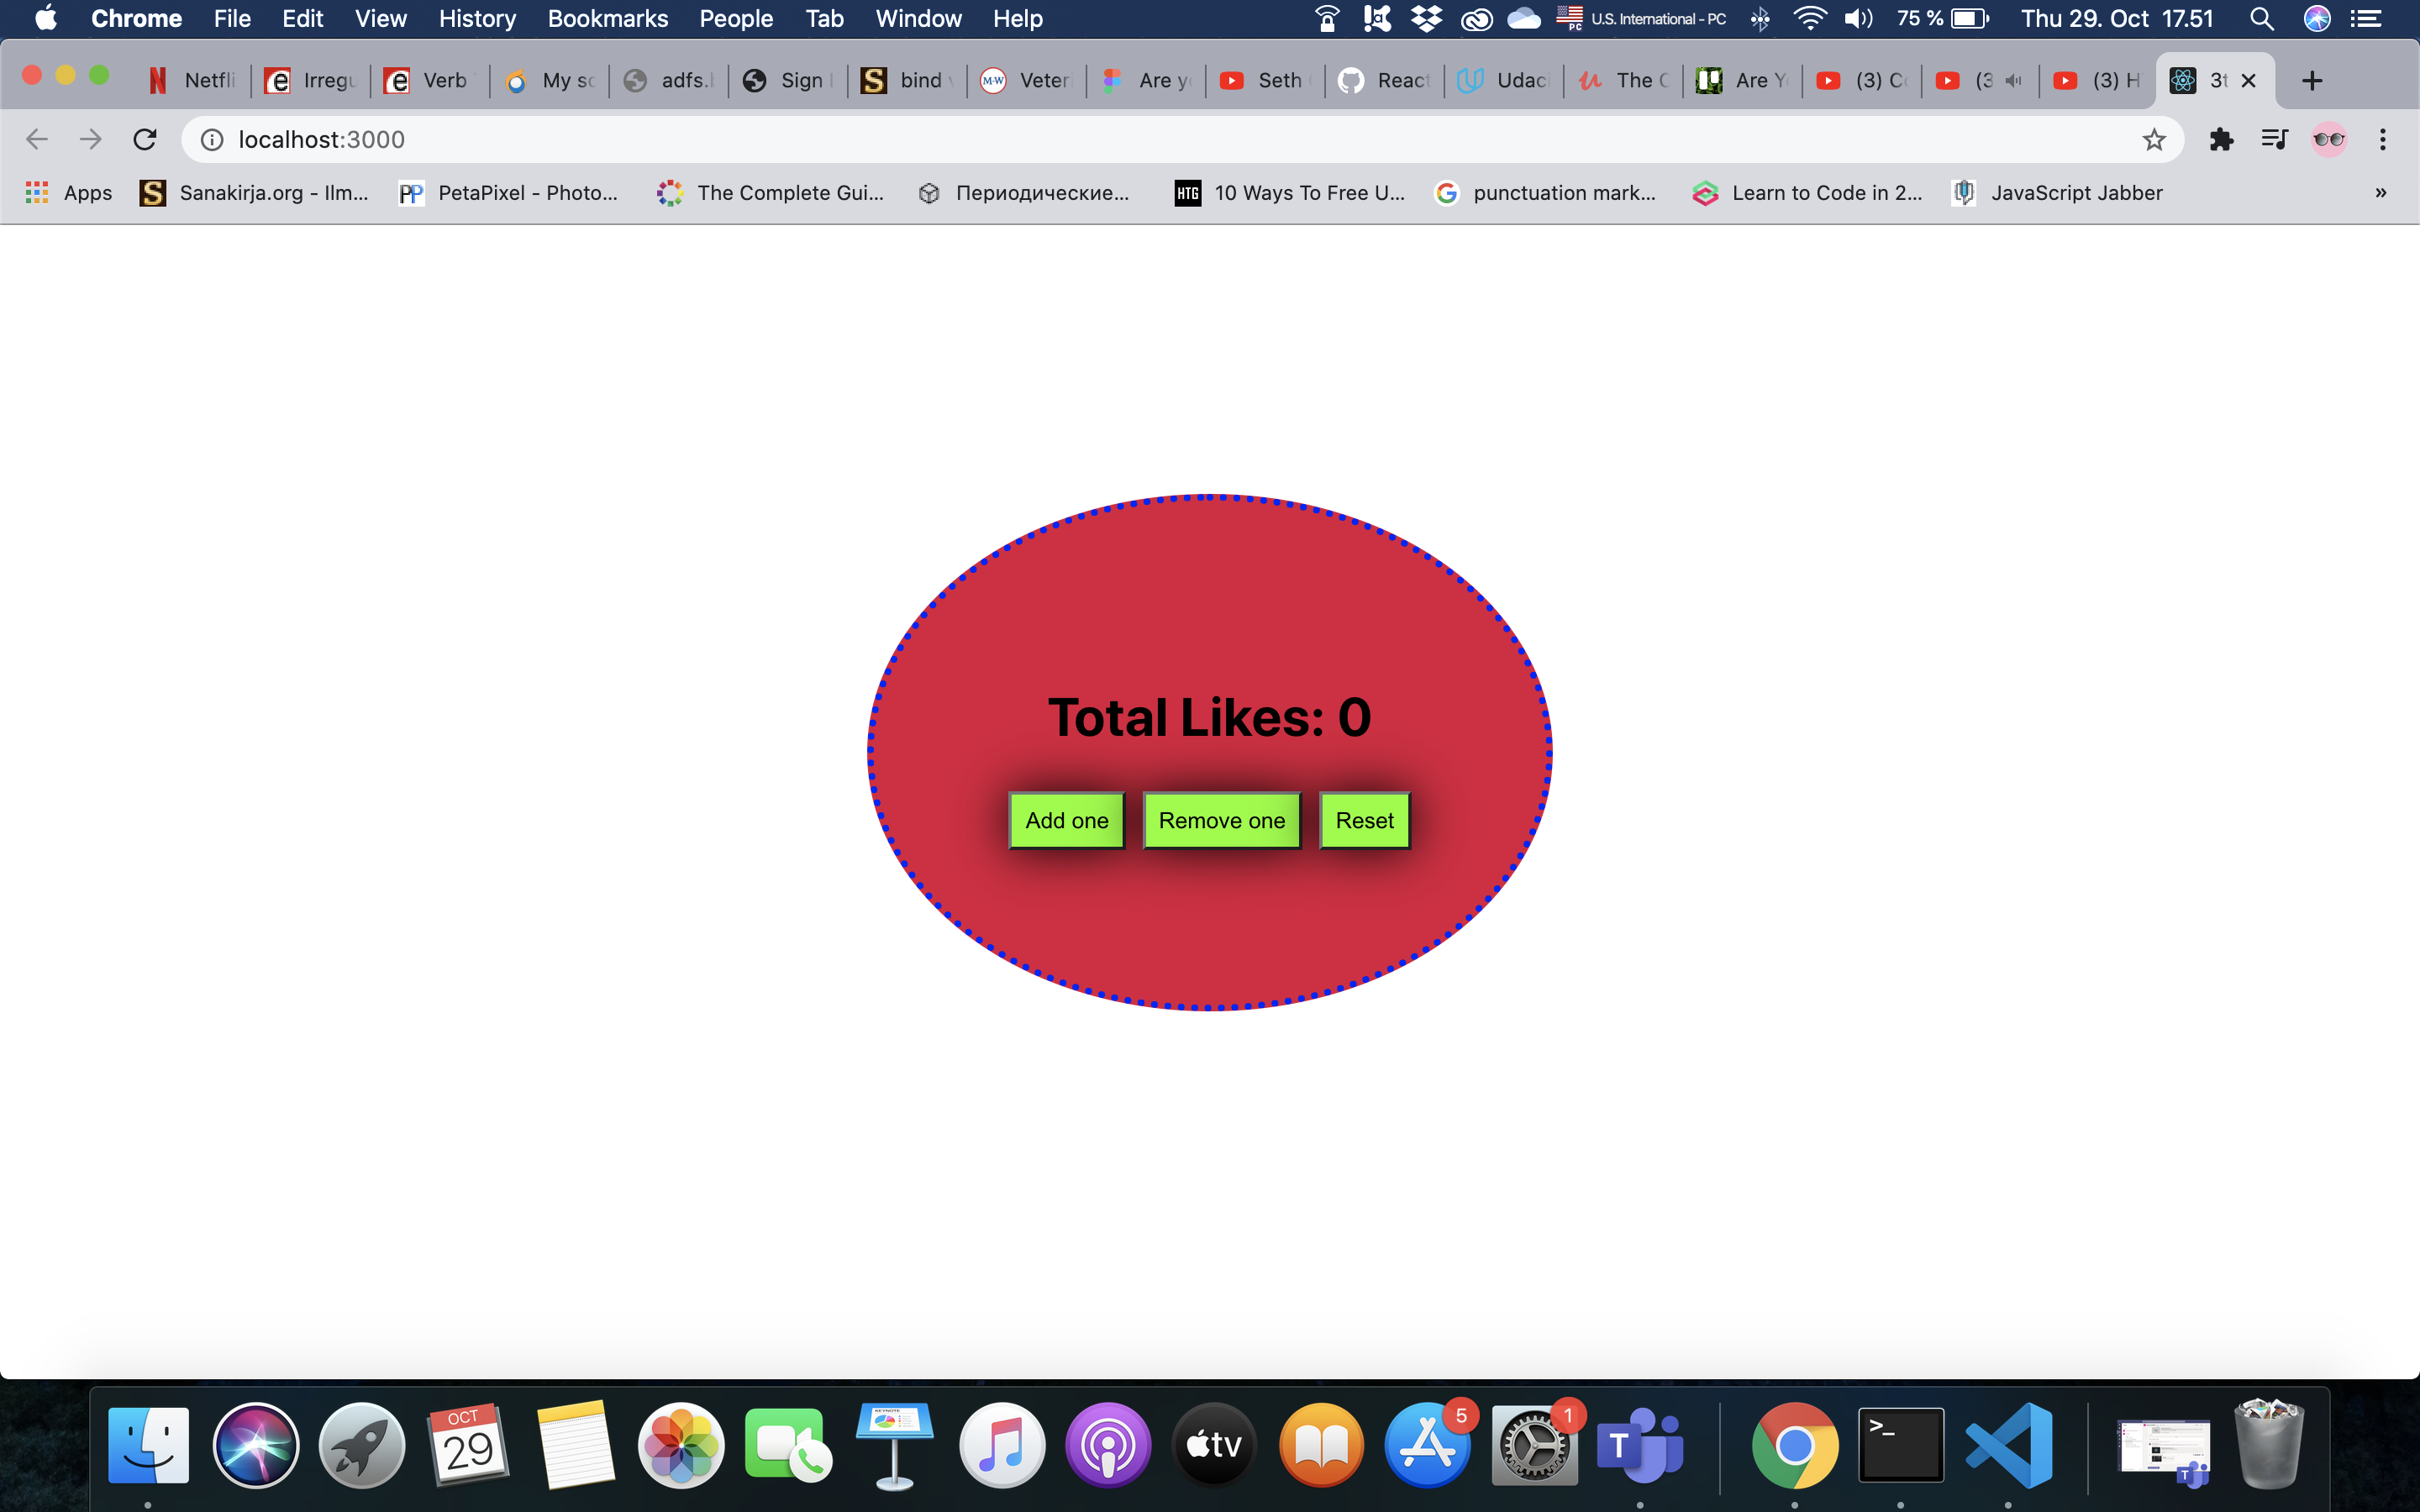 Chrome File Edit View History Bookmarks People Tab Window Help U.S. International - PC 75 % Thu 29. Oct 17.51
Netfli Irregu Verb My sc adfs. Sign bind Veter Are y Seth React Udaci The C Are Y (3) C (3 (3) H 3t
localhost:3000
Apps Sanakirja.org - Ilm... PetaPixel - Photo... The Complete Gui... Периодические... HTG 10 Ways To Free U... punctuation mark... Learn to Code in 2... JavaScript Jabber »
Total Likes: 0
Add one Remove one Reset
OCT
29
tv
5
1
T
>_